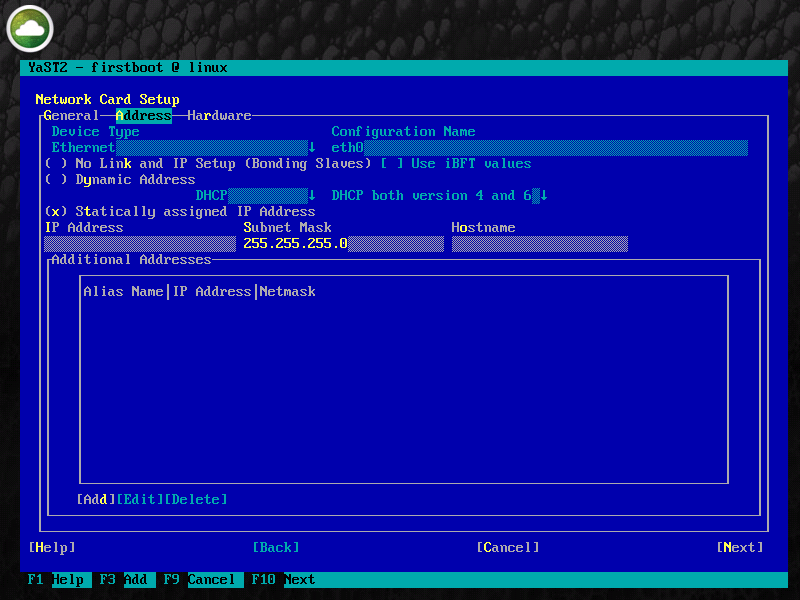 YaST2 - firstboot @ linux
Network Card Setup
General Address Hardware
Device Type Configuration Name
Ethernet ↓ eth0
( ) No Link and IP Setup (Bonding Slaves) [ ] Use iBFT values
( ) Dynamic Address
DHCP ↓ DHCP both version 4 and 6 ↓
(x) Statically assigned IP Address
IP Address Subnet Mask Hostname
255.255.255.0
Additional Addresses
Alias Name|IP Address|Netmask
[Add][Edit][Delete]
[Help] [Back] [Cancel] [Next]
F1 Help F3 Add F9 Cancel F10 Next